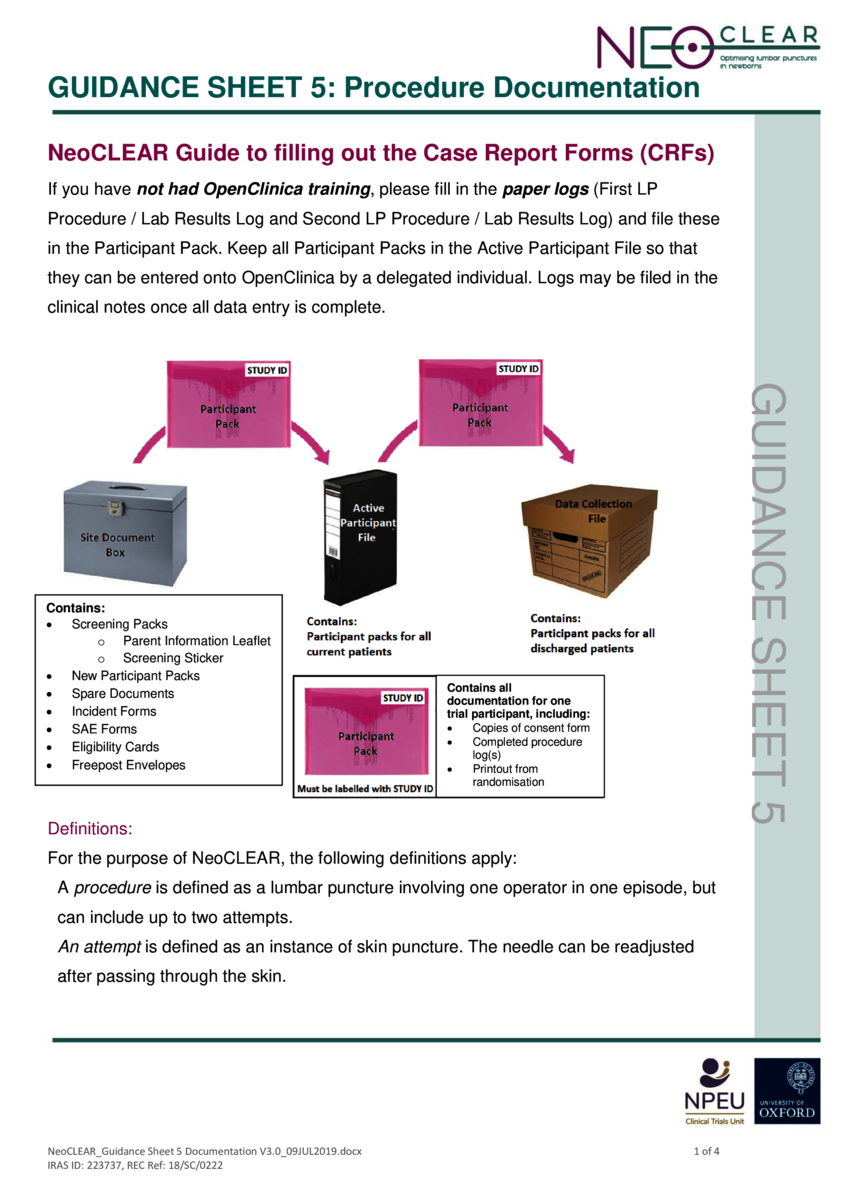 NEO CLEAR
Optimising lumbar punctures
in newborns
GUIDANCE SHEET 5: Procedure Documentation
NeoCLEAR Guide to filling out the Case Report Forms (CRFs)
If you have not had OpenClinica training, please fill in the paper logs (First LP
Procedure / Lab Results Log and Second LP Procedure / Lab Results Log) and file these
in the Participant Pack. Keep all Participant Packs in the Active Participant File so that
they can be entered onto OpenClinica by a delegated individual. Logs may be filed in the
clinical notes once all data entry is complete.
STUDY ID
Participant
Pack
STUDY ID
Participant
Pack
Site Document
Box
Active
Participant
File
Data Collection
File
Contains:
• Screening Packs
o Parent Information Leaflet
o Screening Sticker
• New Participant Packs
• Spare Documents
• Incident Forms
• SAE Forms
• Eligibility Cards
• Freepost Envelopes
Contains:
Participant packs for all
current patients
Contains:
Participant packs for all
discharged patients
STUDY ID
Participant
Pack
Must be labelled with STUDY ID
Contains all
documentation for one
trial participant, including:
• Copies of consent form
• Completed procedure
log(s)
• Printout from
randomisation
GUIDANCE SHEET 5
Definitions:
For the purpose of NeoCLEAR, the following definitions apply:
A procedure is defined as a lumbar puncture involving one operator in one episode, but
can include up to two attempts.
An attempt is defined as an instance of skin puncture. The needle can be readjusted
after passing through the skin.
NPEU
Clinical Trials Unit
UNIVERSITY OF
OXFORD
NeoCLEAR_Guidance Sheet 5 Documentation V3.0_09JUL2019.docx
1 of 4
IRAS ID: 223737, REC Ref: 18/SC/0222